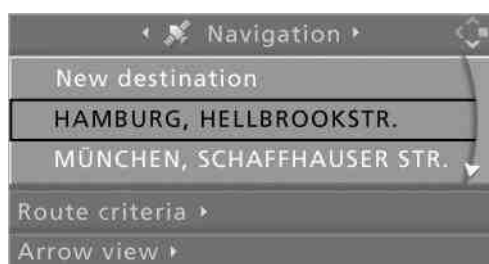 Navigation
New destination
HAMBURG, HELLBROOKSTR.
MÜNCHEN, SCHAFFHAUSER STR.
Route criteria
Arrow view